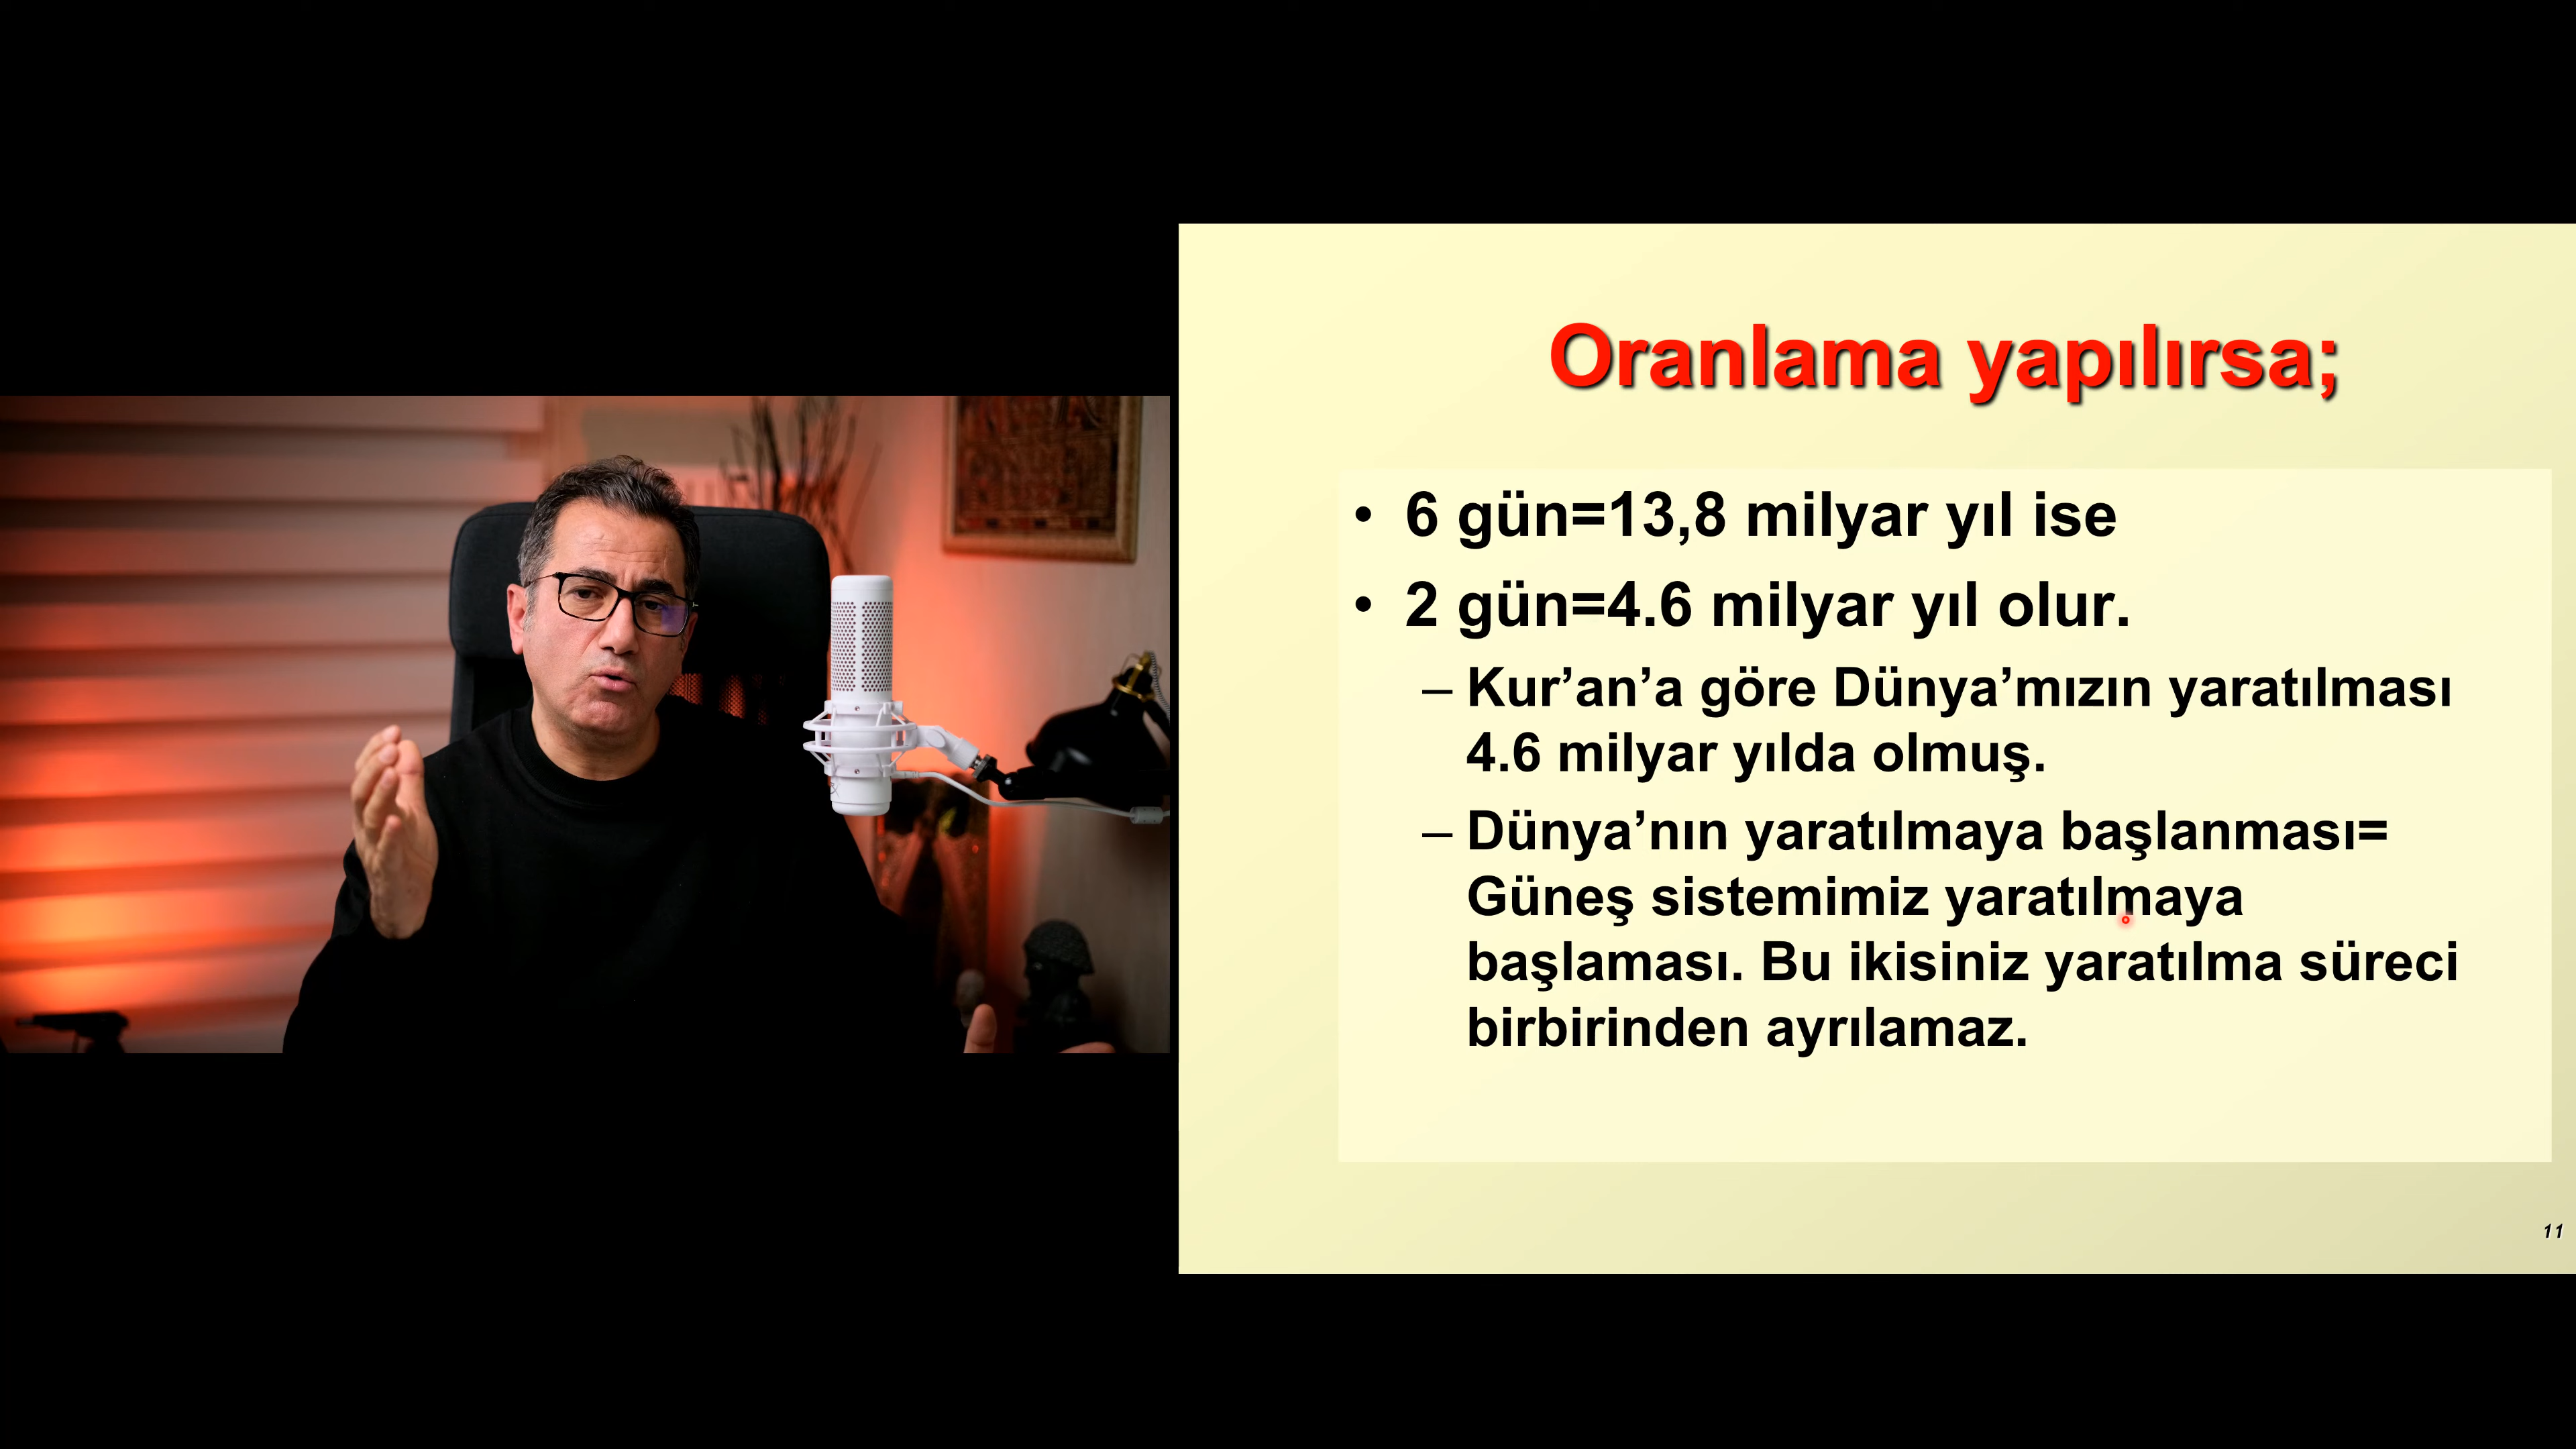 Oranlama yapılırsa;
• 6 gün=13,8 milyar yıl ise
• 2 gün=4.6 milyar yıl olur.
– Kur’an’a göre Dünya’mızın yaratılması
4.6 milyar yılda olmuş.
– Dünya’nın yaratılmaya başlanması=
Güneş sistemimiz yaratılmaya
başlaması. Bu ikisiniz yaratılma süreci
birbirinden ayrılamaz.
11